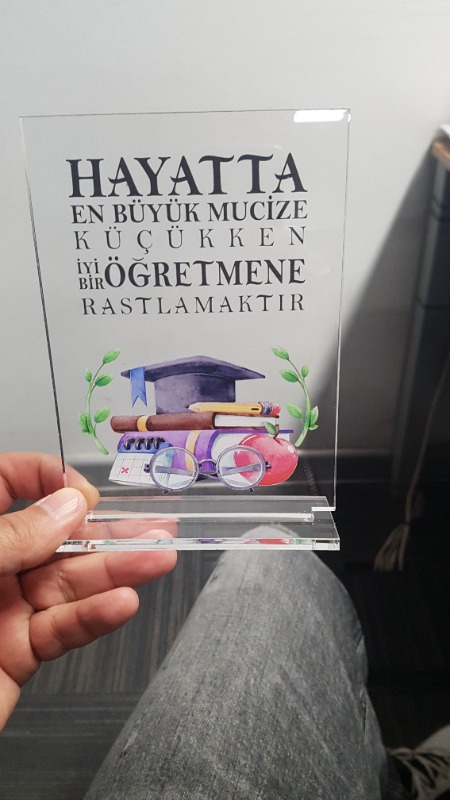 HAYATTA
EN BÜYÜK MUCİZE
KÜÇÜKKEN
İYİ BİR ÖĞRETMENE
RASTLAMAKTIR